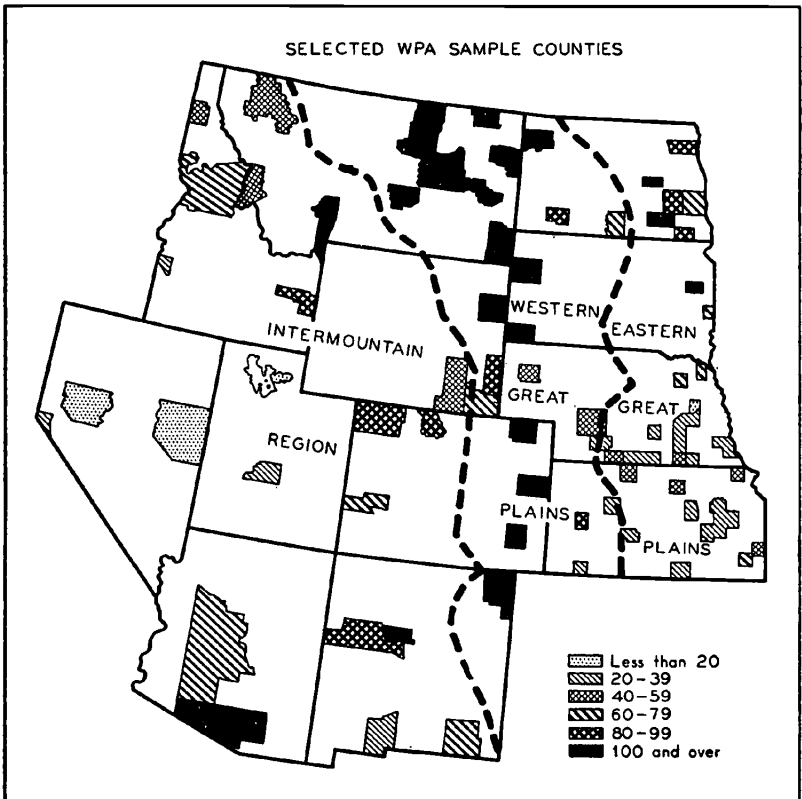 SELECTED WPA SAMPLE COUNTIES
WESTERN
EASTERN
INTERMOUNTAIN
GREAT
GREAT
REGION
PLAINS
PLAINS
Less than 20
20-39
40-59
60-79
80-99
100 and over